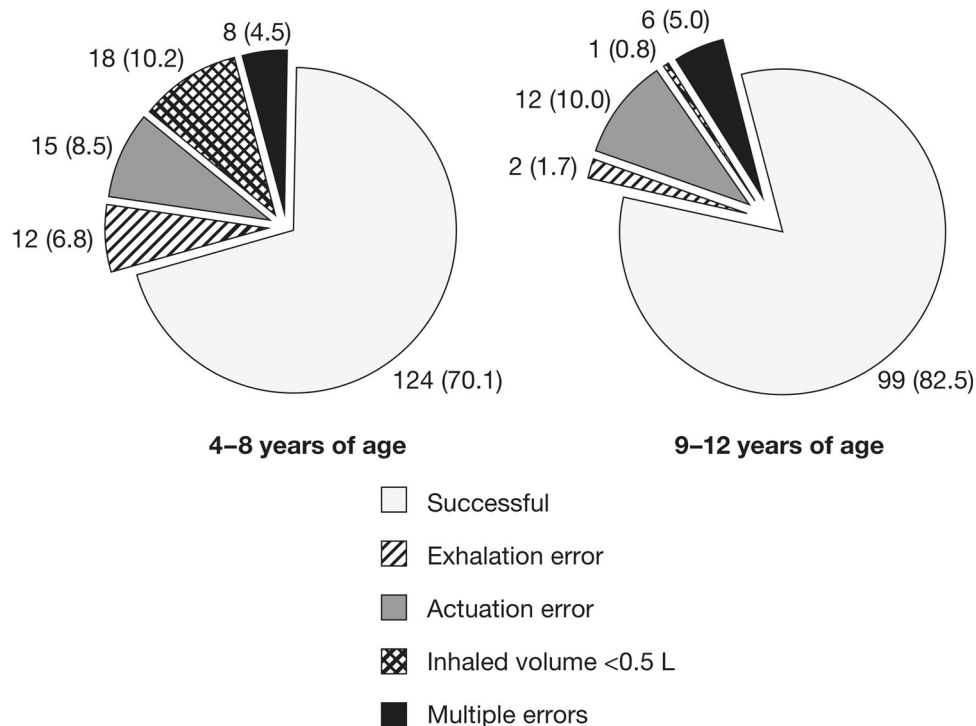 8 (4.5)
18 (10.2)
15 (8.5)
12 (6.8)
124 (70.1)
4–8 years of age
6 (5.0)
1 (0.8)
12 (10.0)
2 (1.7)
99 (82.5)
9–12 years of age
Successful
Exhalation error
Actuation error
Inhaled volume <0.5 L
Multiple errors